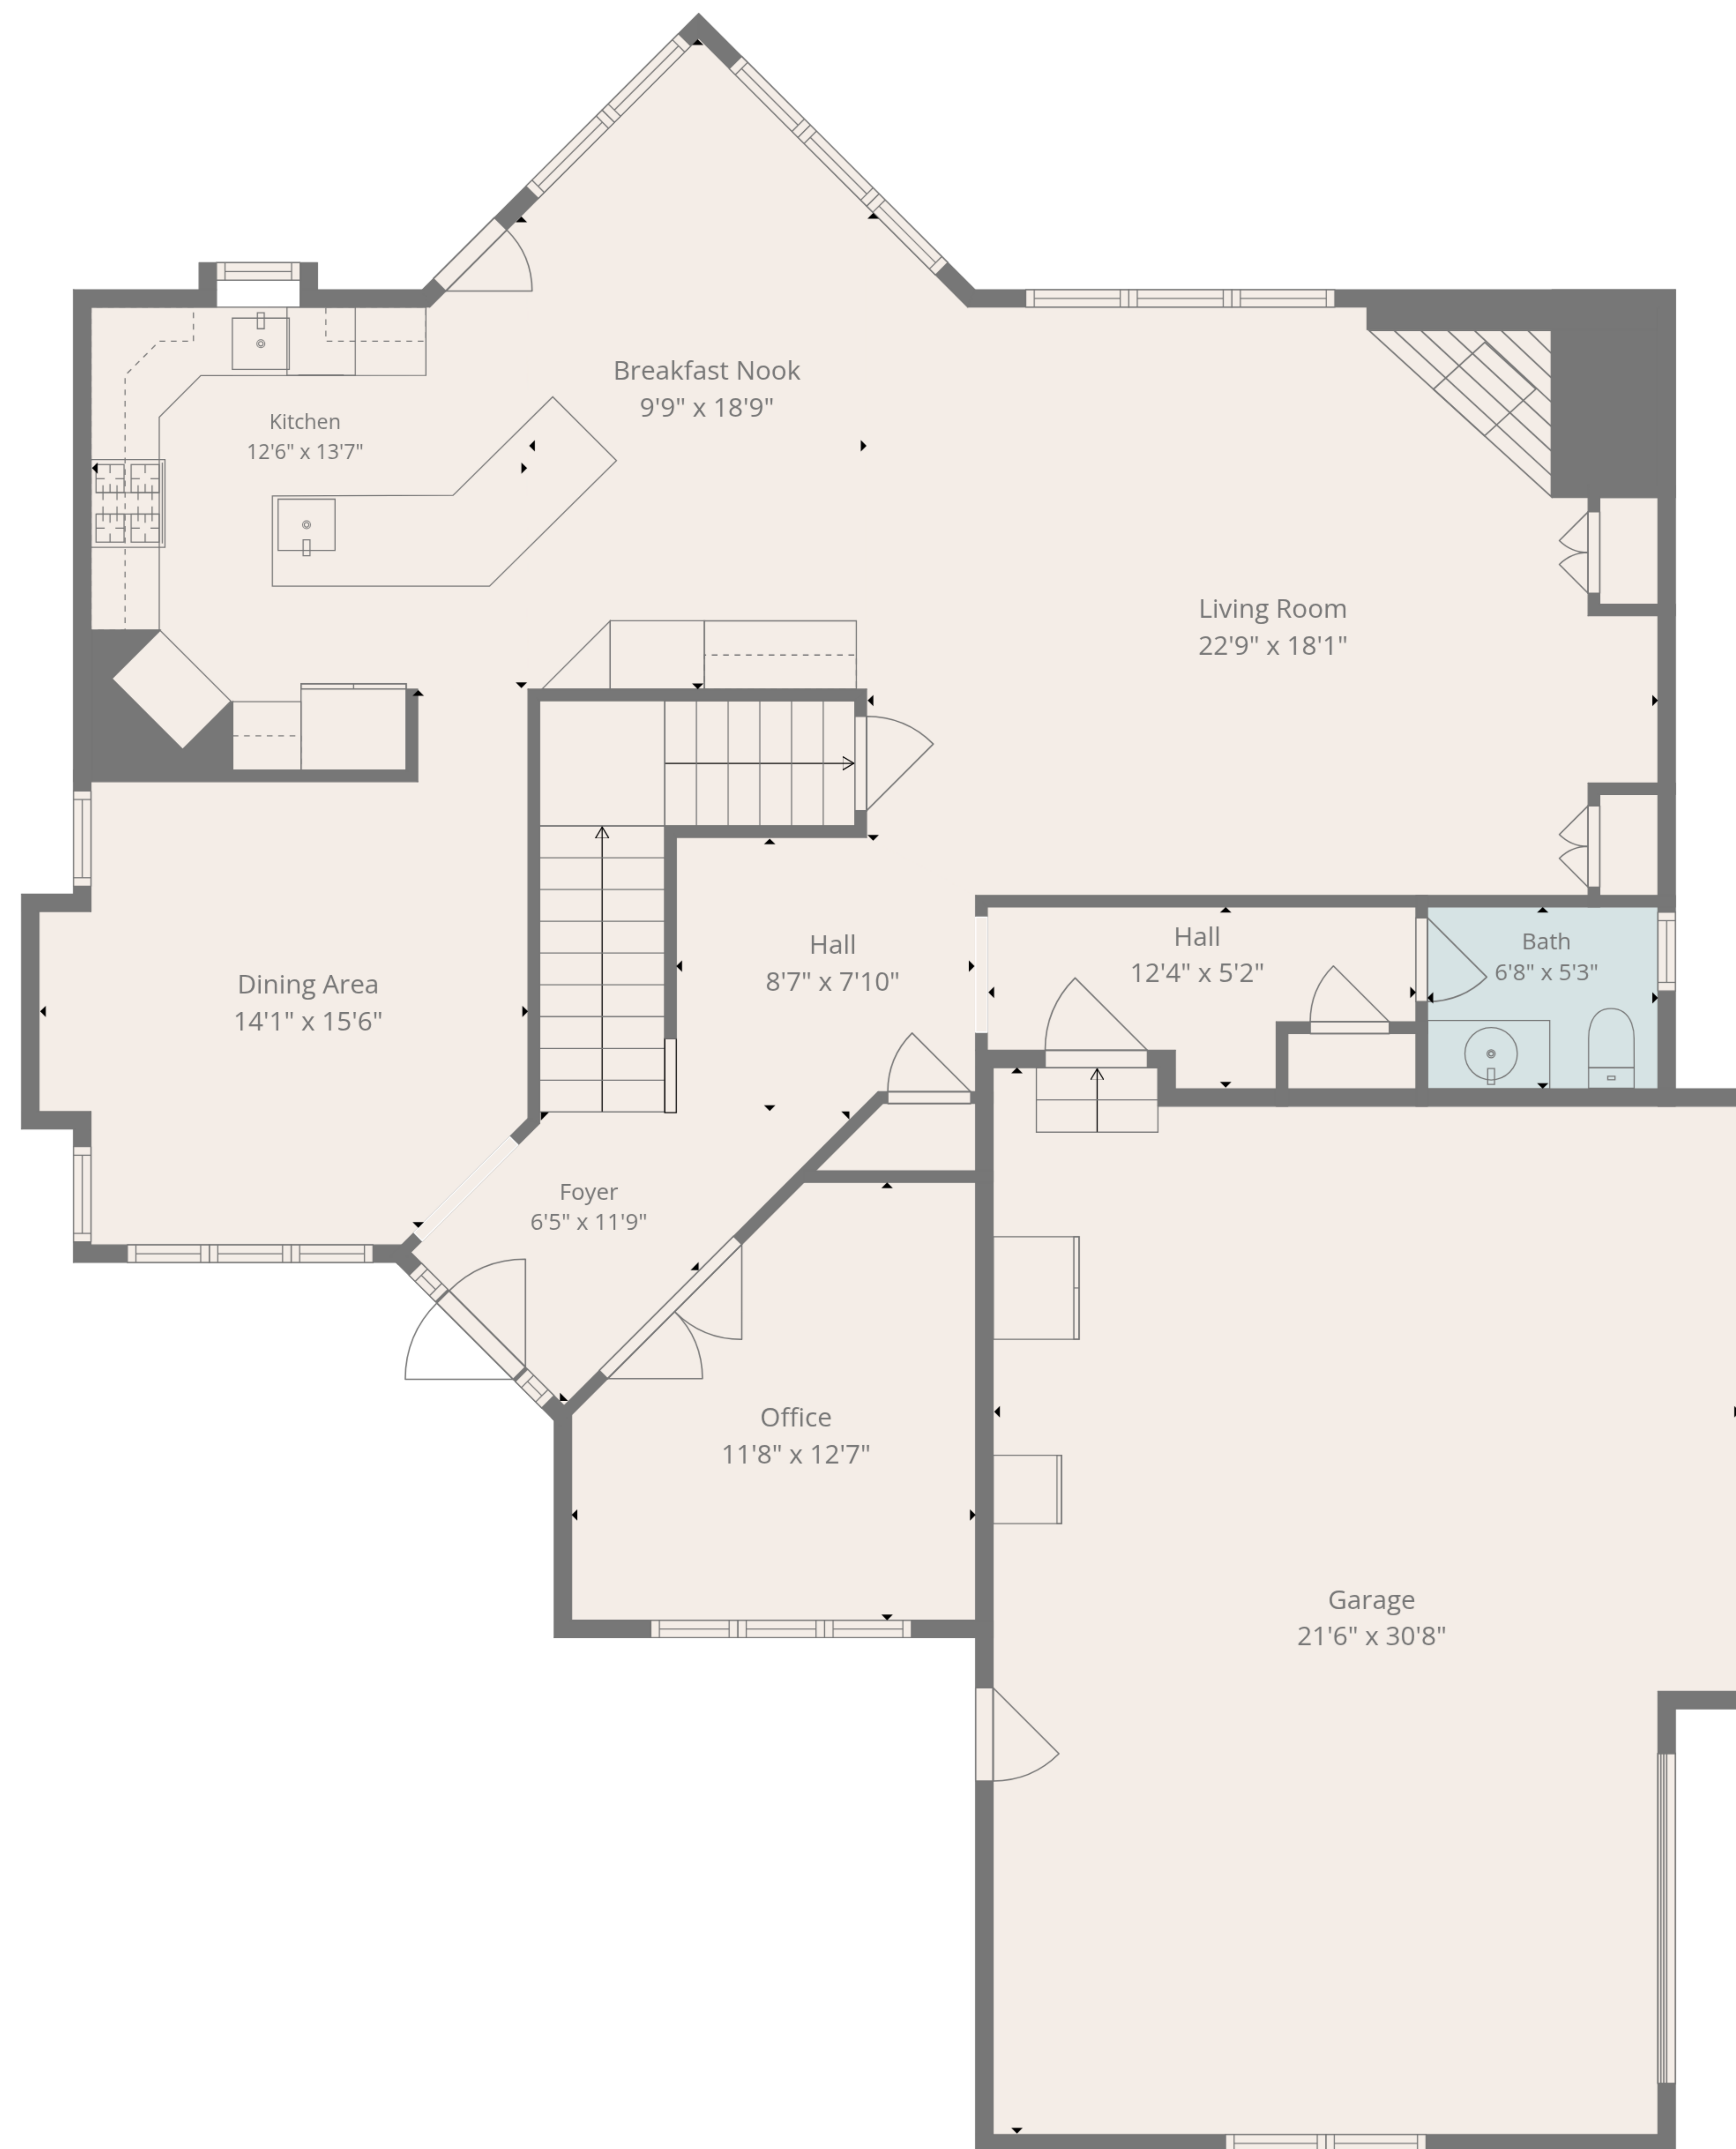 Breakfast Nook
9'9" x 18'9"
Kitchen
12'6" x 13'7"
Living Room
22'9" x 18'1"
Dining Area
14'1" x 15'6"
Hall
8'7" x 7'10"
Hall
12'4" x 5'2"
Bath
6'8" x 5'3"
Foyer
6'5" x 11'9"
Office
11'8" x 12'7"
Garage
21'6" x 30'8"